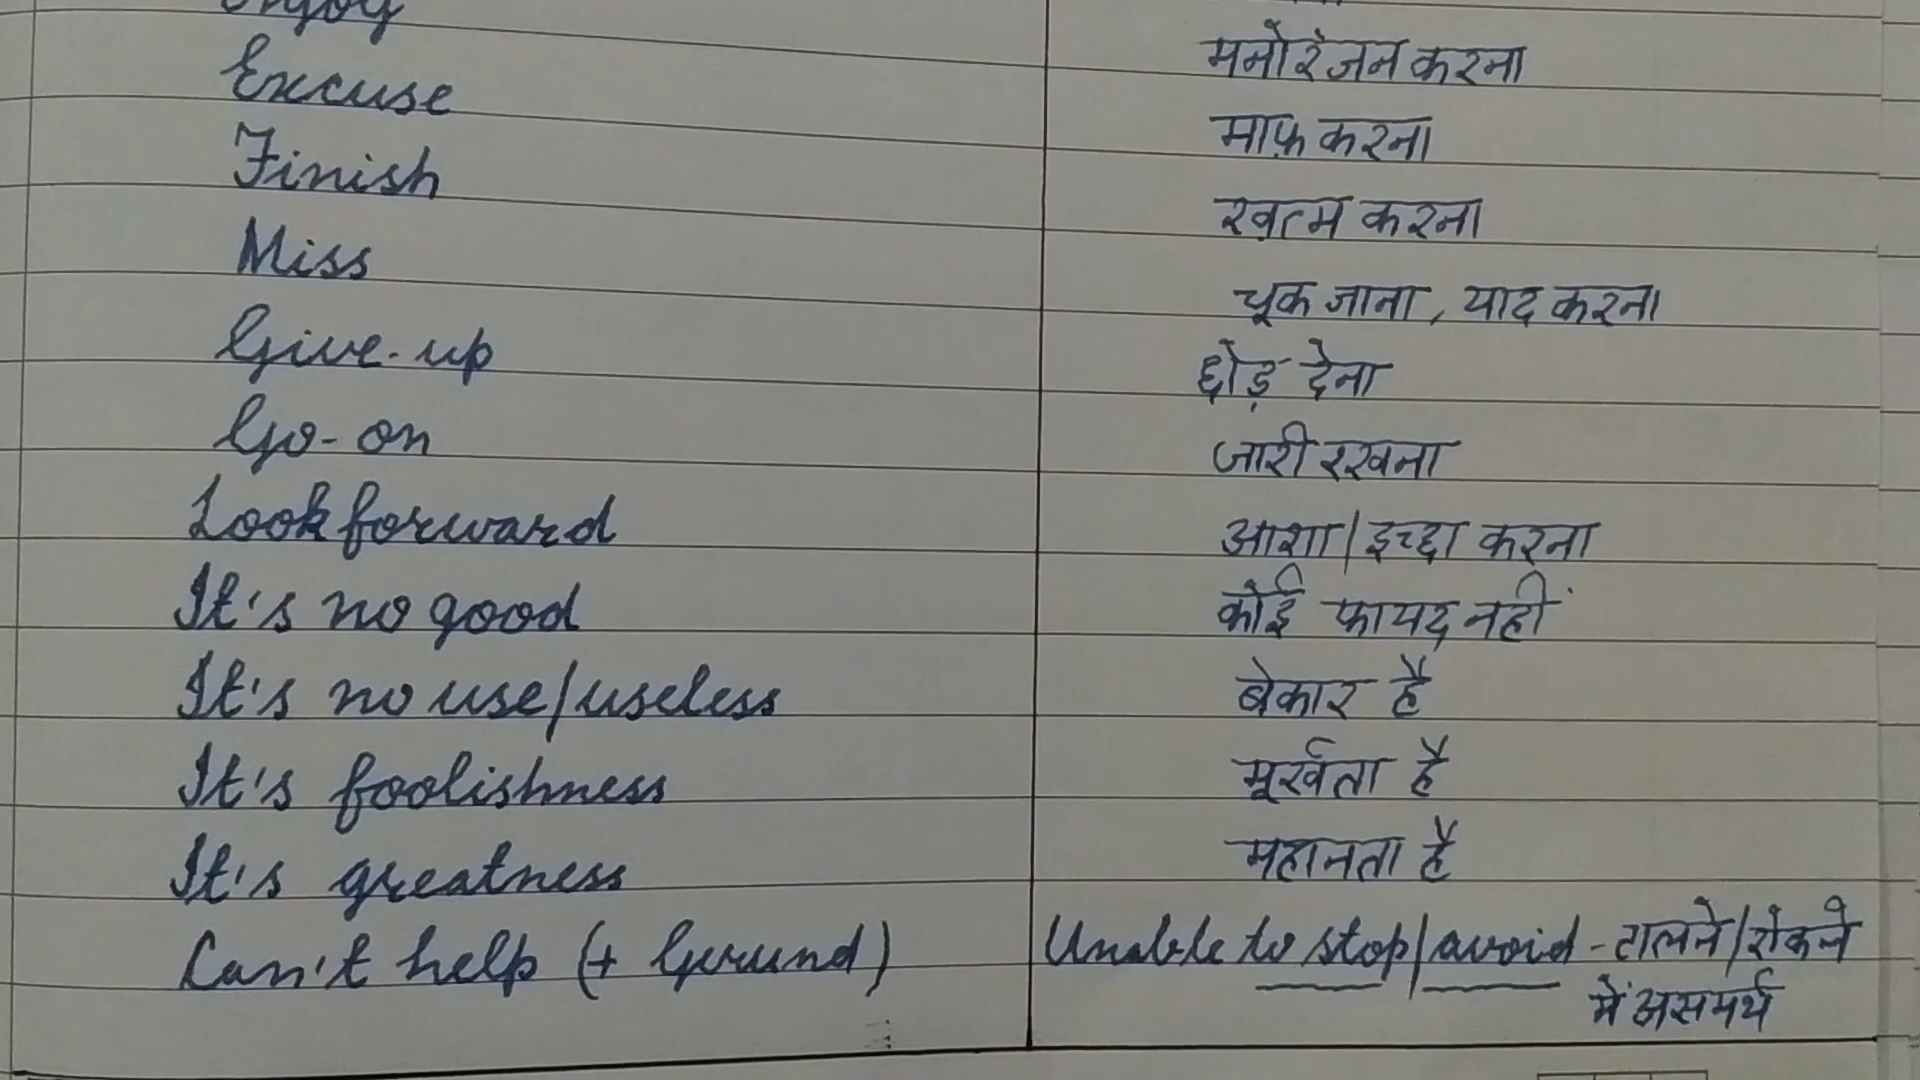 Enjoy
मनोरंजन करना
Excuse
माफ़ करना
Finish
ख़त्म करना
Miss
चूक जाना, याद करना
Give-up
छोड़ देना
Go-on
जारी रखना
Look forward
आशा/इच्छा करना
It's no good
कोई फायद नहीं
It's no use/useless
बेकार है
It's foolishness
मूर्खता है
It's greatness
महानता है
Can't help (+ Gerund)
Unable to stop/avoid - टालने/रोकने
में असमर्थ